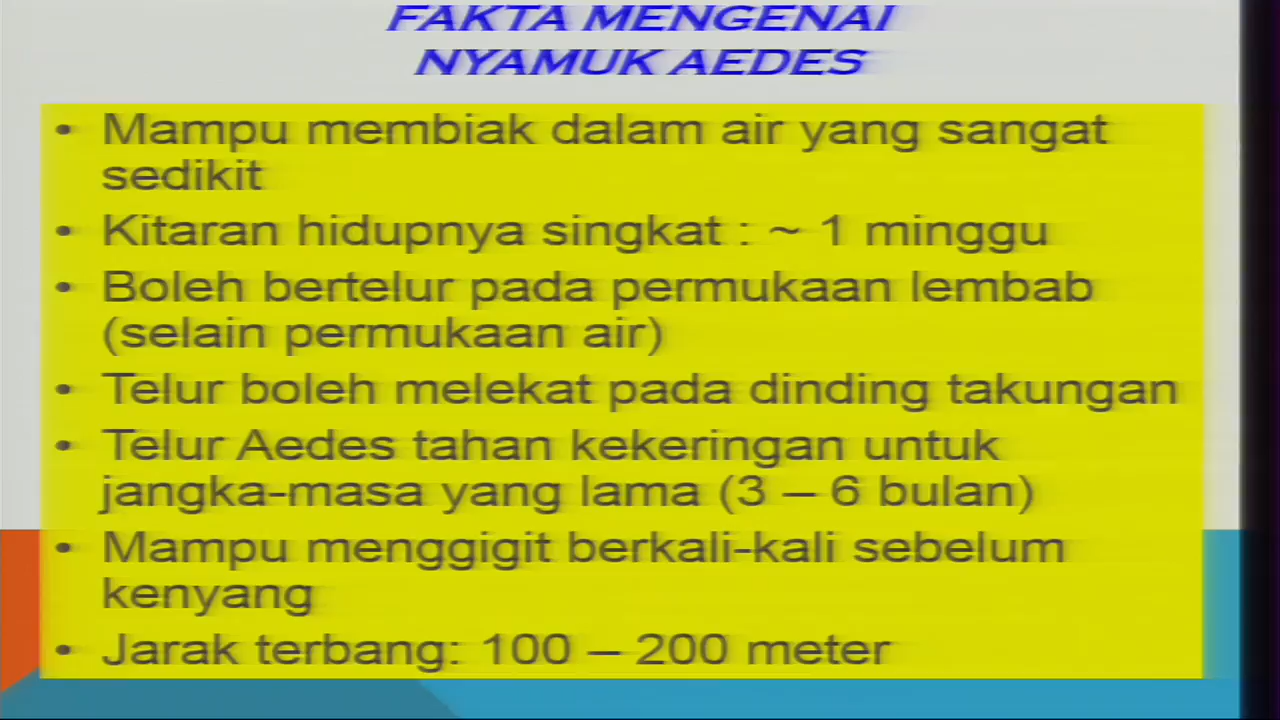 FAKTA MENGENAI
NYAMUK AEDES
• Mampu membiak dalam air yang sangat
sedikit
• Kitaran hidupnya singkat : ~ 1 minggu
• Boleh bertelur pada permukaan lembab
(selain permukaan air)
• Telur boleh melekat pada dinding takungan
• Telur Aedes tahan kekeringan untuk
jangka-masa yang lama (3 – 6 bulan)
• Mampu menggigit berkali-kali sebelum
kenyang
• Jarak terbang: 100 – 200 meter